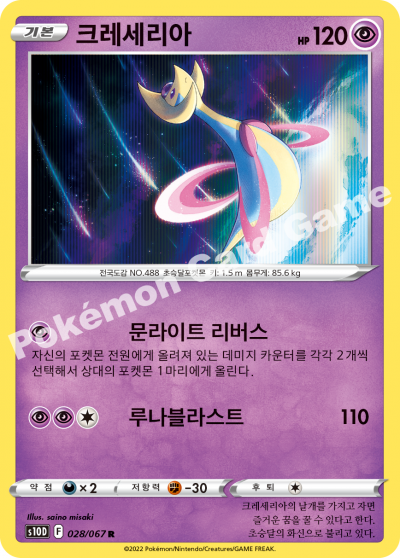 기본 크레세리아 HP 120
전국도감 NO.488 초승달포켓몬 키: 1.5 m 몸무게: 85.6 kg
Pokémon Card Game
문라이트 리버스
자신의 포켓몬 전원에게 올려져 있는 데미지 카운터를 각각 2개씩
선택해서 상대의 포켓몬 1마리에게 올린다.
루나블라스트 110
약점 ×2 저항력 -30 후퇴
Illus. saino misaki
s10D F 028/067 R
크레세리아의 날개를 가지고 자면
즐거운 꿈을 꿀 수 있다고 한다.
초승달의 화신으로 불리고 있다.
©2022 Pokémon/Nintendo/Creatures/GAME FREAK.